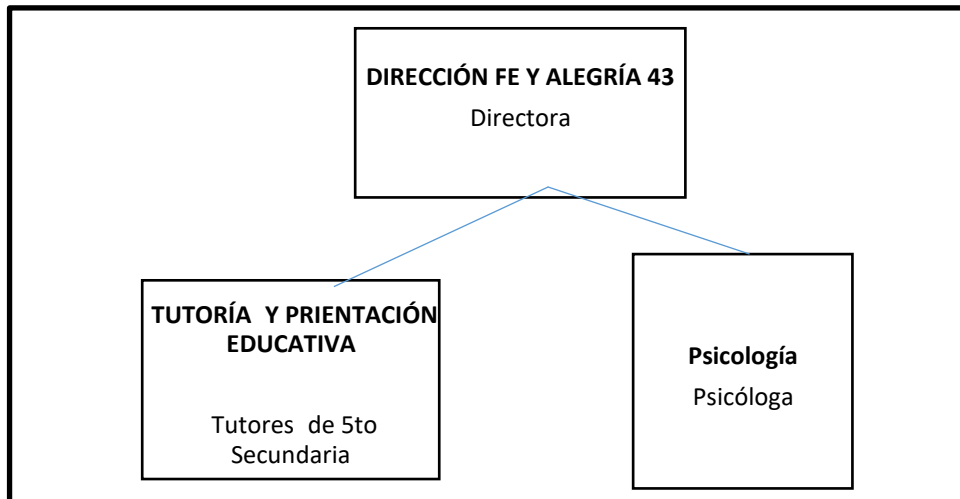 DIRECCIÓN FE Y ALEGRÍA 43
Directora
TUTORÍA Y PRIENTACIÓN
EDUCATIVA
Tutores de 5to
Secundaria
Psicología
Psicóloga